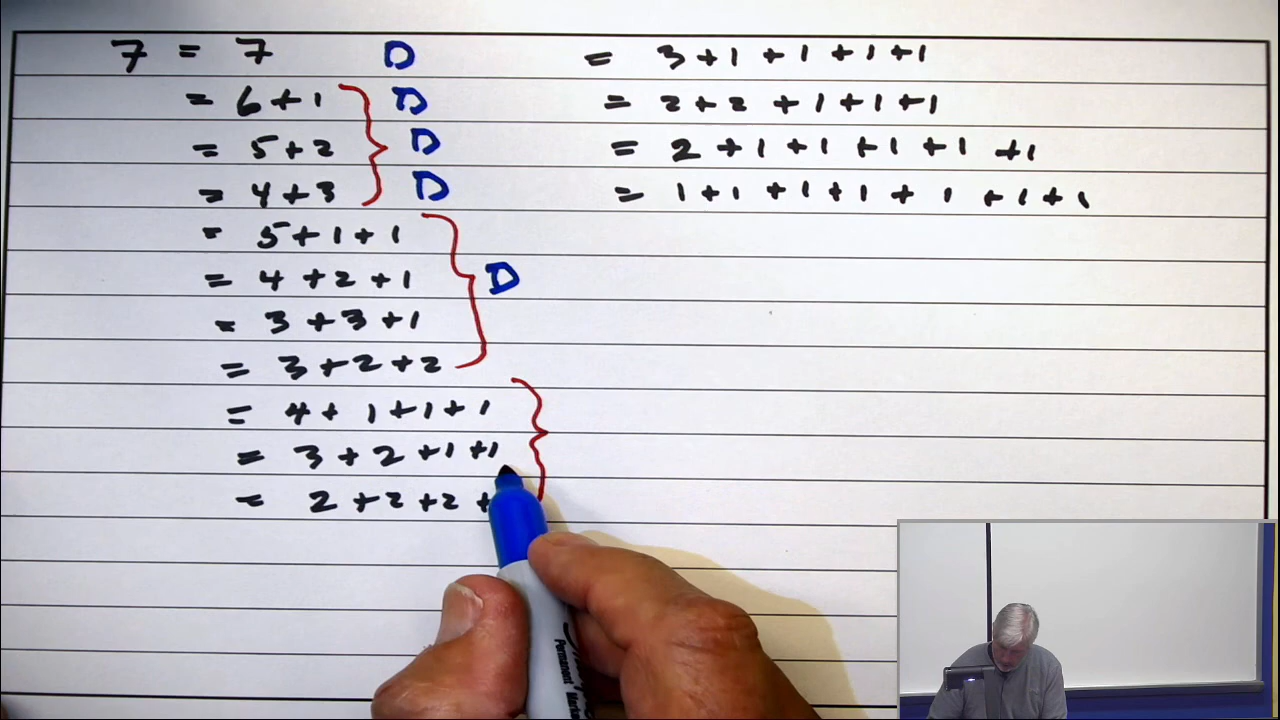 7 = 7 D
= 6 + 1 D
= 5 + 2 D
= 4 + 3 D
= 5 + 1 + 1
= 4 + 2 + 1 D
= 3 + 3 + 1
= 3 + 2 + 2
= 4 + 1 + 1 + 1
= 3 + 2 + 1 + 1
= 2 + 2 + 2 +
= 3 + 1 + 1 + 1 + 1
= 2 + 2 + 1 + 1 + 1
= 2 + 1 + 1 + 1 + 1 + 1
= 1 + 1 + 1 + 1 + 1 + 1 + 1
Permanent Marker